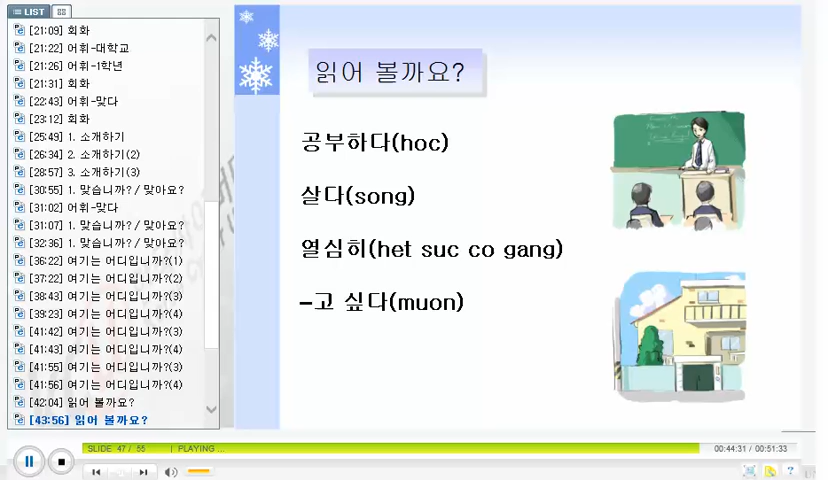 LIST
[21:09] 회화
[21:22] 어휘-대학교
[21:26] 어휘-1학년
[21:31] 회화
[22:43] 어휘-맞다
[23:12] 회화
[25:49] 1. 소개하기
[26:34] 2. 소개하기(2)
[28:57] 3. 소개하기(3)
[30:55] 1. 맞습니까? / 맞아요?
[31:02] 어휘-맞다
[31:07] 1. 맞습니까? / 맞아요?
[32:36] 1. 맞습니까? / 맞아요?
[36:22] 여기는 어디입니까?(1)
[37:22] 여기는 어디입니까?(2)
[38:43] 여기는 어디입니까?(3)
[39:23] 여기는 어디입니까?(4)
[41:42] 여기는 어디입니까?(3)
[41:43] 여기는 어디입니까?(4)
[41:55] 여기는 어디입니까?(3)
[41:56] 여기는 어디입니까?(4)
[42:04] 읽어 볼까요?
[43:56] 읽어 볼까요?
읽어 볼까요?
공부하다(hoc)
살다(song)
열심히(het suc co gang)
-고 싶다(muon)
SLIDE 47 / 55 | PLAYING ...
00:44:31 / 00:51:33